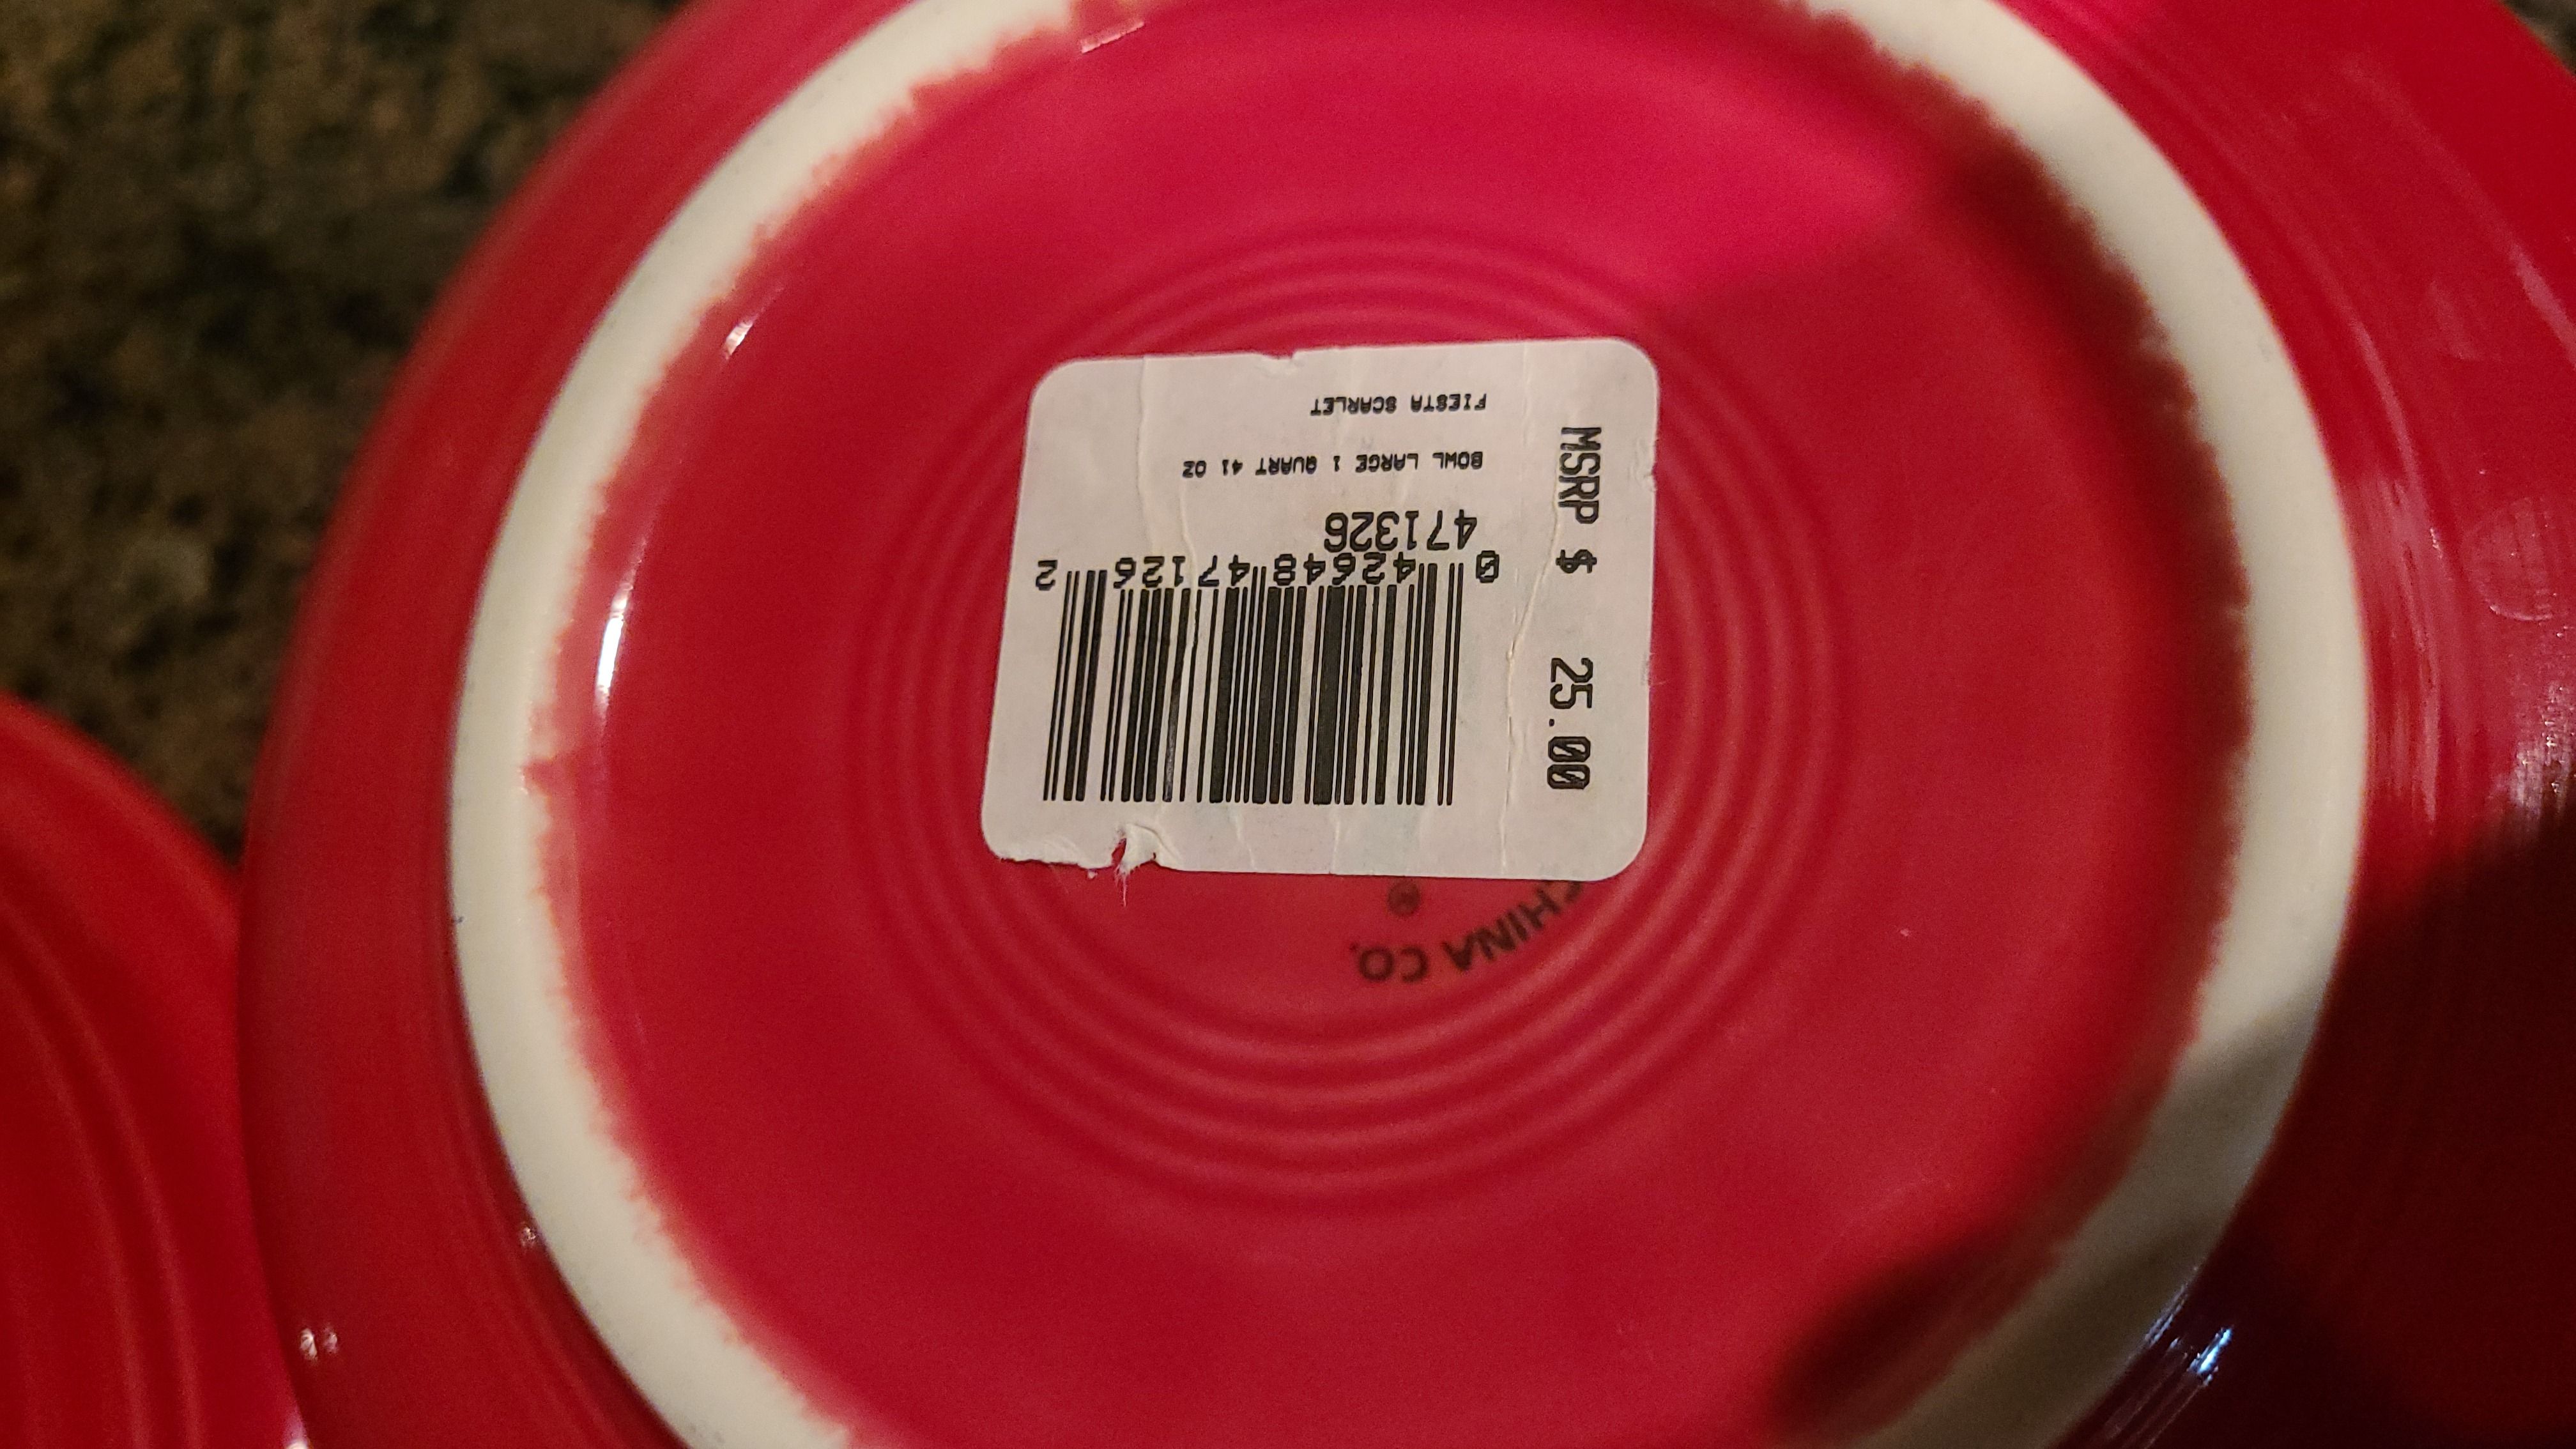 FIESTA SCARLET
BOWL LARGE 1 QUART 41 OZ
471326
0 42648 47126 2
MSRP $ 25.00
CHINA CO.
®